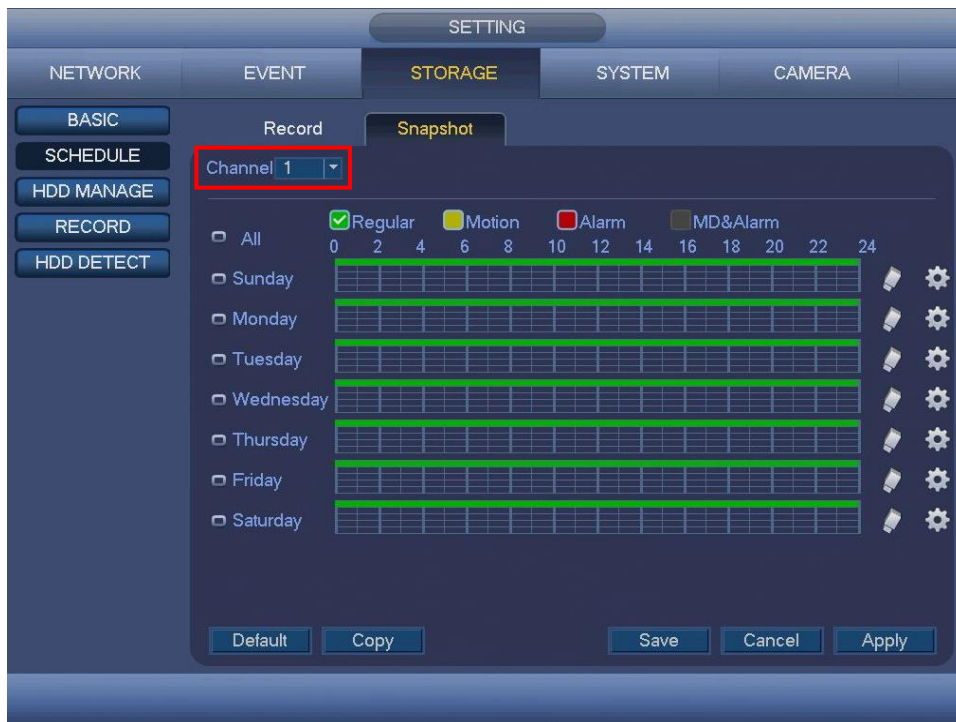 SETTING
NETWORK EVENT STORAGE SYSTEM CAMERA
BASIC
SCHEDULE
HDD MANAGE
RECORD
HDD DETECT
Record Snapshot
Channel 1
Regular Motion Alarm MD&Alarm
All 0 2 4 6 8 10 12 14 16 18 20 22 24
Sunday
Monday
Tuesday
Wednesday
Thursday
Friday
Saturday
Default Copy Save Cancel Apply